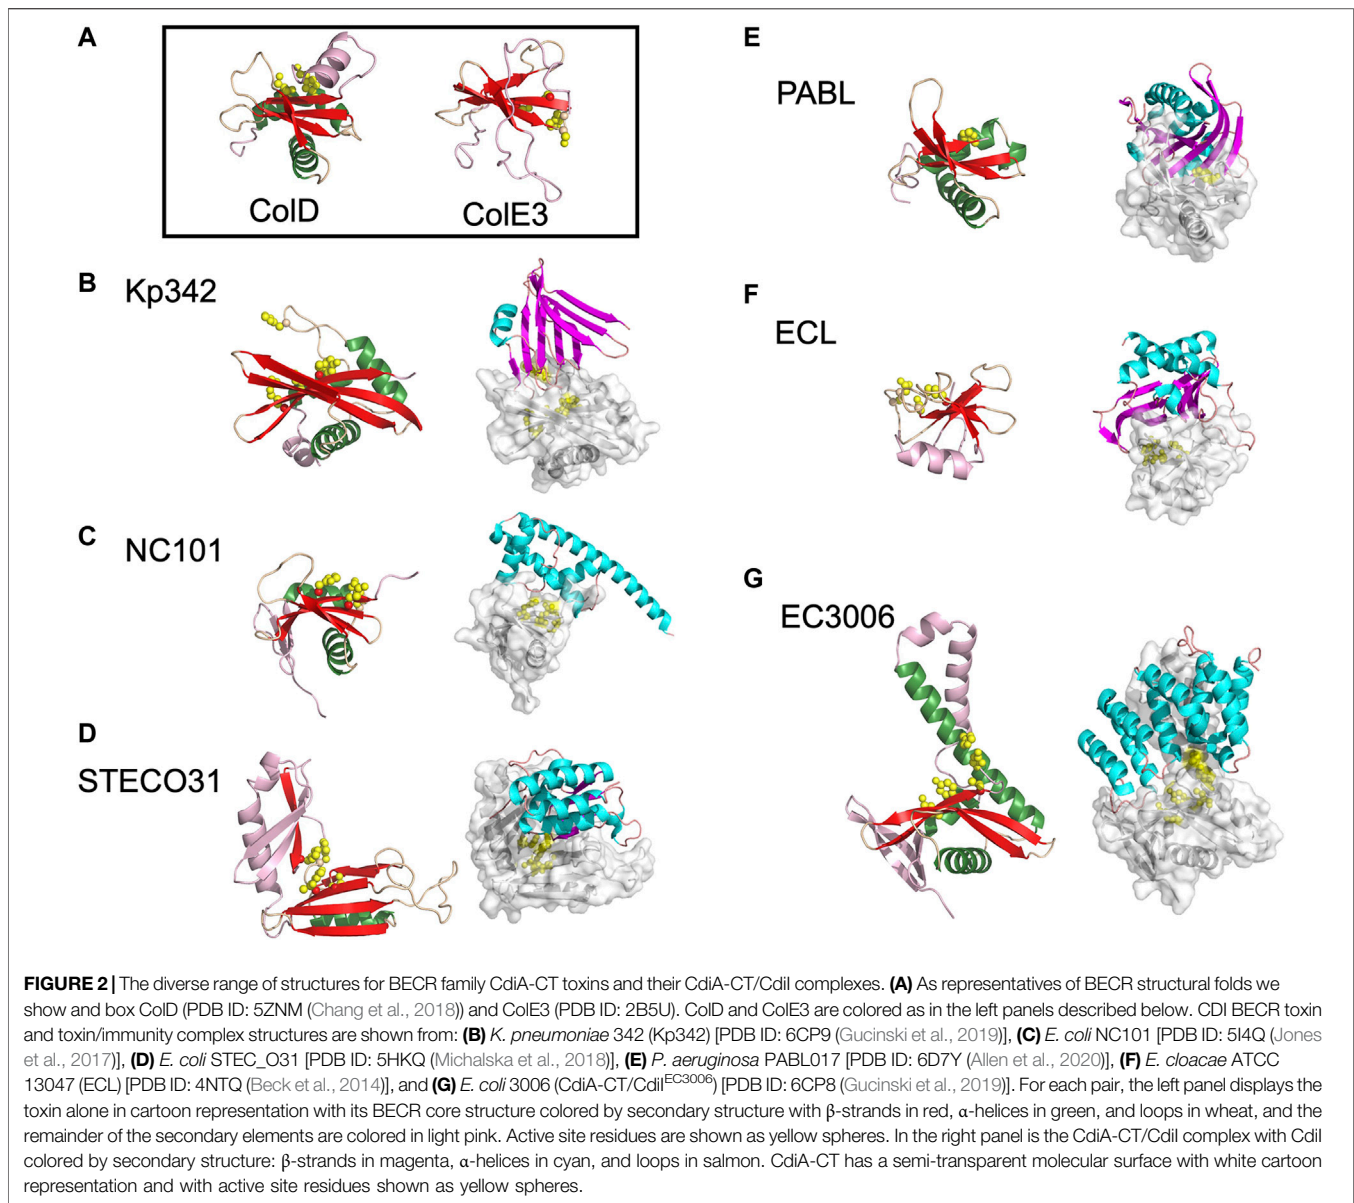 A
ColD
ColE3
B
Kp342
C
NC101
D
STECO31
E
PABL
F
ECL
G
EC3006
FIGURE 2 | The diverse range of structures for BECR family CdiA-CT toxins and their CdiA-CT/CdiI complexes. (A) As representatives of BECR structural folds we
show and box ColD (PDB ID: 5ZNM (Chang et al., 2018)) and ColE3 (PDB ID: 2B5U). ColD and ColE3 are colored as in the left panels described below. CDI BECR toxin
and toxin/immunity complex structures are shown from: (B) K. pneumoniae 342 (Kp342) [PDB ID: 6CP9 (Gucinski et al., 2019)], (C) E. coli NC101 [PDB ID: 5I4Q (Jones
et al., 2017)], (D) E. coli STEC_O31 [PDB ID: 5HKQ (Michalska et al., 2018)], (E) P. aeruginosa PABL017 [PDB ID: 6D7Y (Allen et al., 2020)], (F) E. cloacae ATCC
13047 (ECL) [PDB ID: 4NTQ (Beck et al., 2014)], and (G) E. coli 3006 (CdiA-CT/CdiI^EC3006) [PDB ID: 6CP8 (Gucinski et al., 2019)]. For each pair, the left panel displays the
toxin alone in cartoon representation with its BECR core structure colored by secondary structure with β-strands in red, α-helices in green, and loops in wheat, and the
remainder of the secondary elements are colored in light pink. Active site residues are shown as yellow spheres. In the right panel is the CdiA-CT/CdiI complex with CdiI
colored by secondary structure: β-strands in magenta, α-helices in cyan, and loops in salmon. CdiA-CT has a semi-transparent molecular surface with white cartoon
representation and with active site residues shown as yellow spheres.